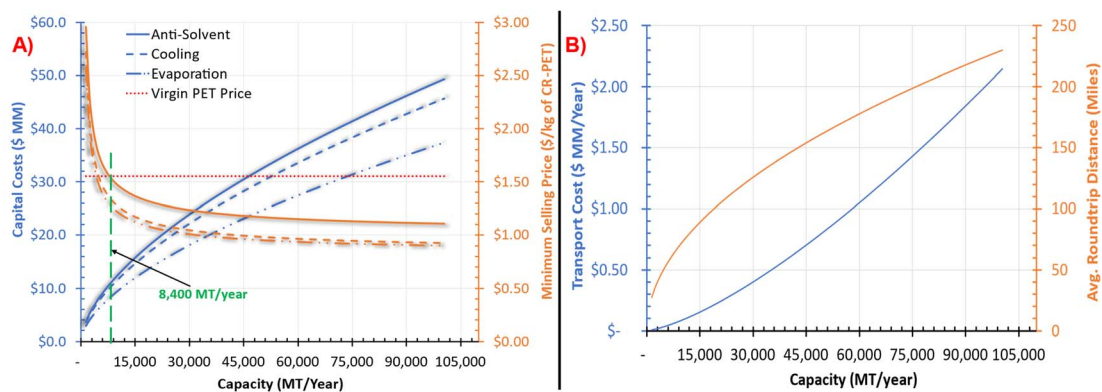 A)
Capital Costs ($ MM)
$60.0
$50.0
$40.0
$30.0
$20.0
$10.0
$0.0
Anti-Solvent
Cooling
Evaporation
Virgin PET Price
8,400 MT/year
$3.00
$2.50
$2.00
$1.50
$1.00
$0.50
$0.00
Minimum Selling Price ($/kg of CR-PET)
- 15,000 30,000 45,000 60,000 75,000 90,000 105,000
Capacity (MT/Year)
B)
Transport Cost ($ MM/Year)
$2.50
$2.00
$1.50
$1.00
$0.50
$-
250
200
150
100
50
0
Avg. Roundtrip Distance (Miles)
- 15,000 30,000 45,000 60,000 75,000 90,000 105,000
Capacity (MT/Year)